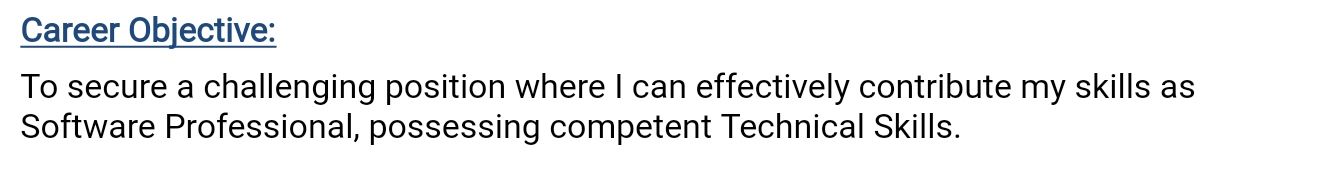 Career Objective:
To secure a challenging position where I can effectively contribute my skills as
Software Professional, possessing competent Technical Skills.